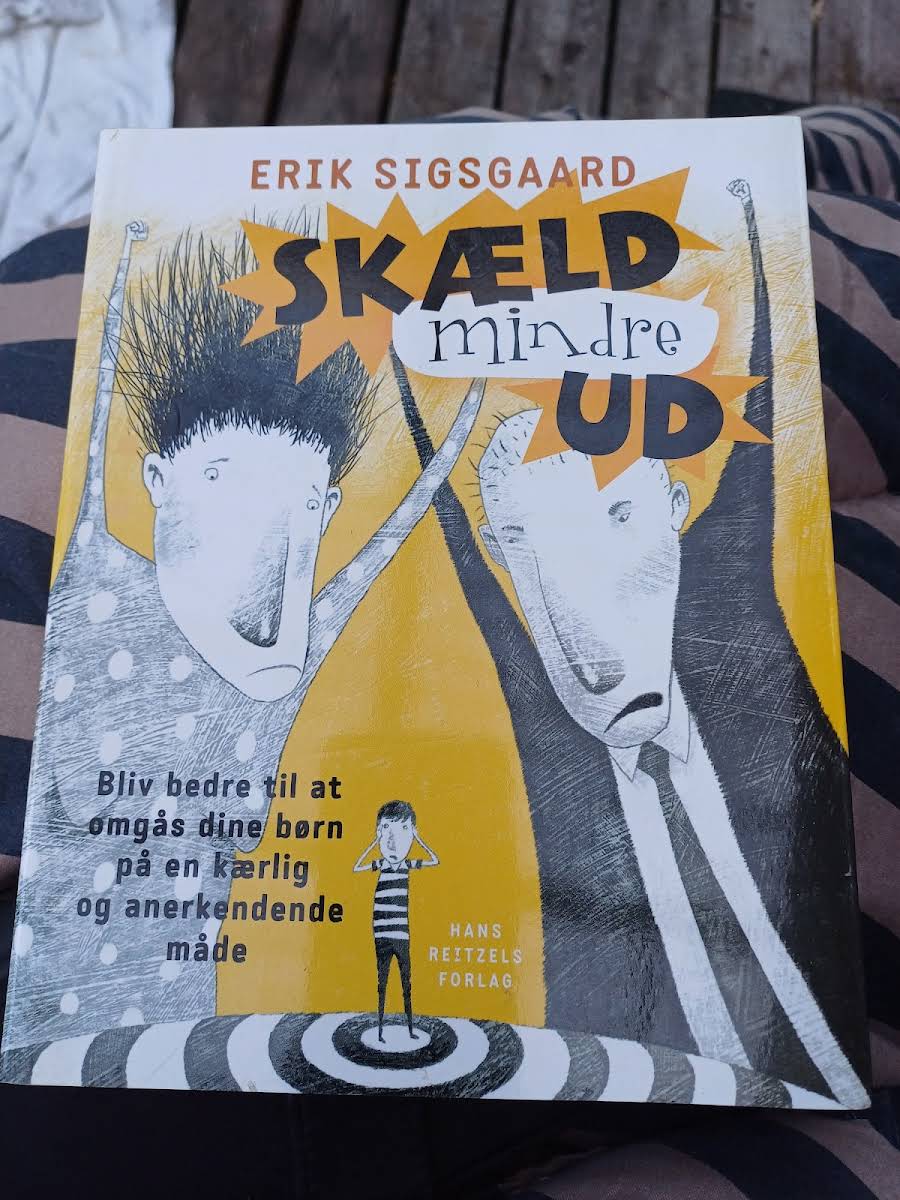 ERIK SIGSGAARD
SKÆLD
mindre
UD
Bliv bedre til at
omgås dine børn
på en kærlig
og anerkendende
måde
HANS
REITZELS
FORLAG